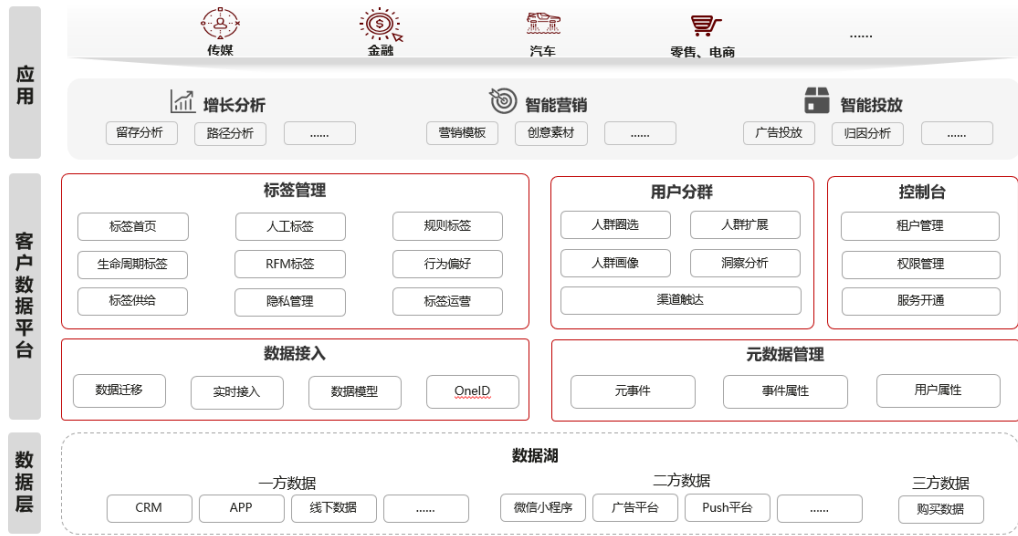 应用
传媒
金融
汽车
零售、电商
......
增长分析
留存分析
路径分析
......
智能营销
营销模板
创意素材
......
智能投放
广告投放
归因分析
......
客户数据平台
标签管理
标签首页
人工标签
规则标签
生命周期标签
RFM标签
行为偏好
标签供给
隐私管理
标签运营
用户分群
人群圈选
人群扩展
人群画像
洞察分析
渠道触达
控制台
租户管理
权限管理
服务开通
数据接入
数据迁移
实时接入
数据模型
OneID
元数据管理
元事件
事件属性
用户属性
数据层
数据湖
一方数据
CRM
APP
线下数据
......
二方数据
微信小程序
广告平台
Push平台
......
三方数据
购买数据